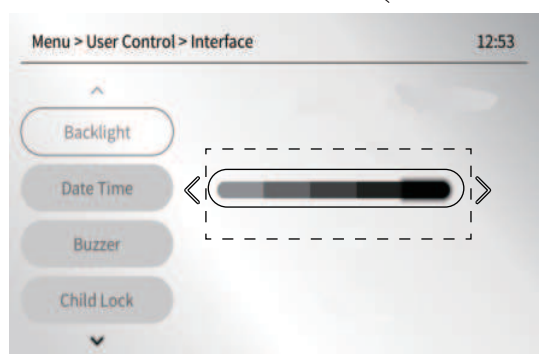 Menu > User Control > Interface 12:53
Backlight
Date Time
Buzzer
Child Lock